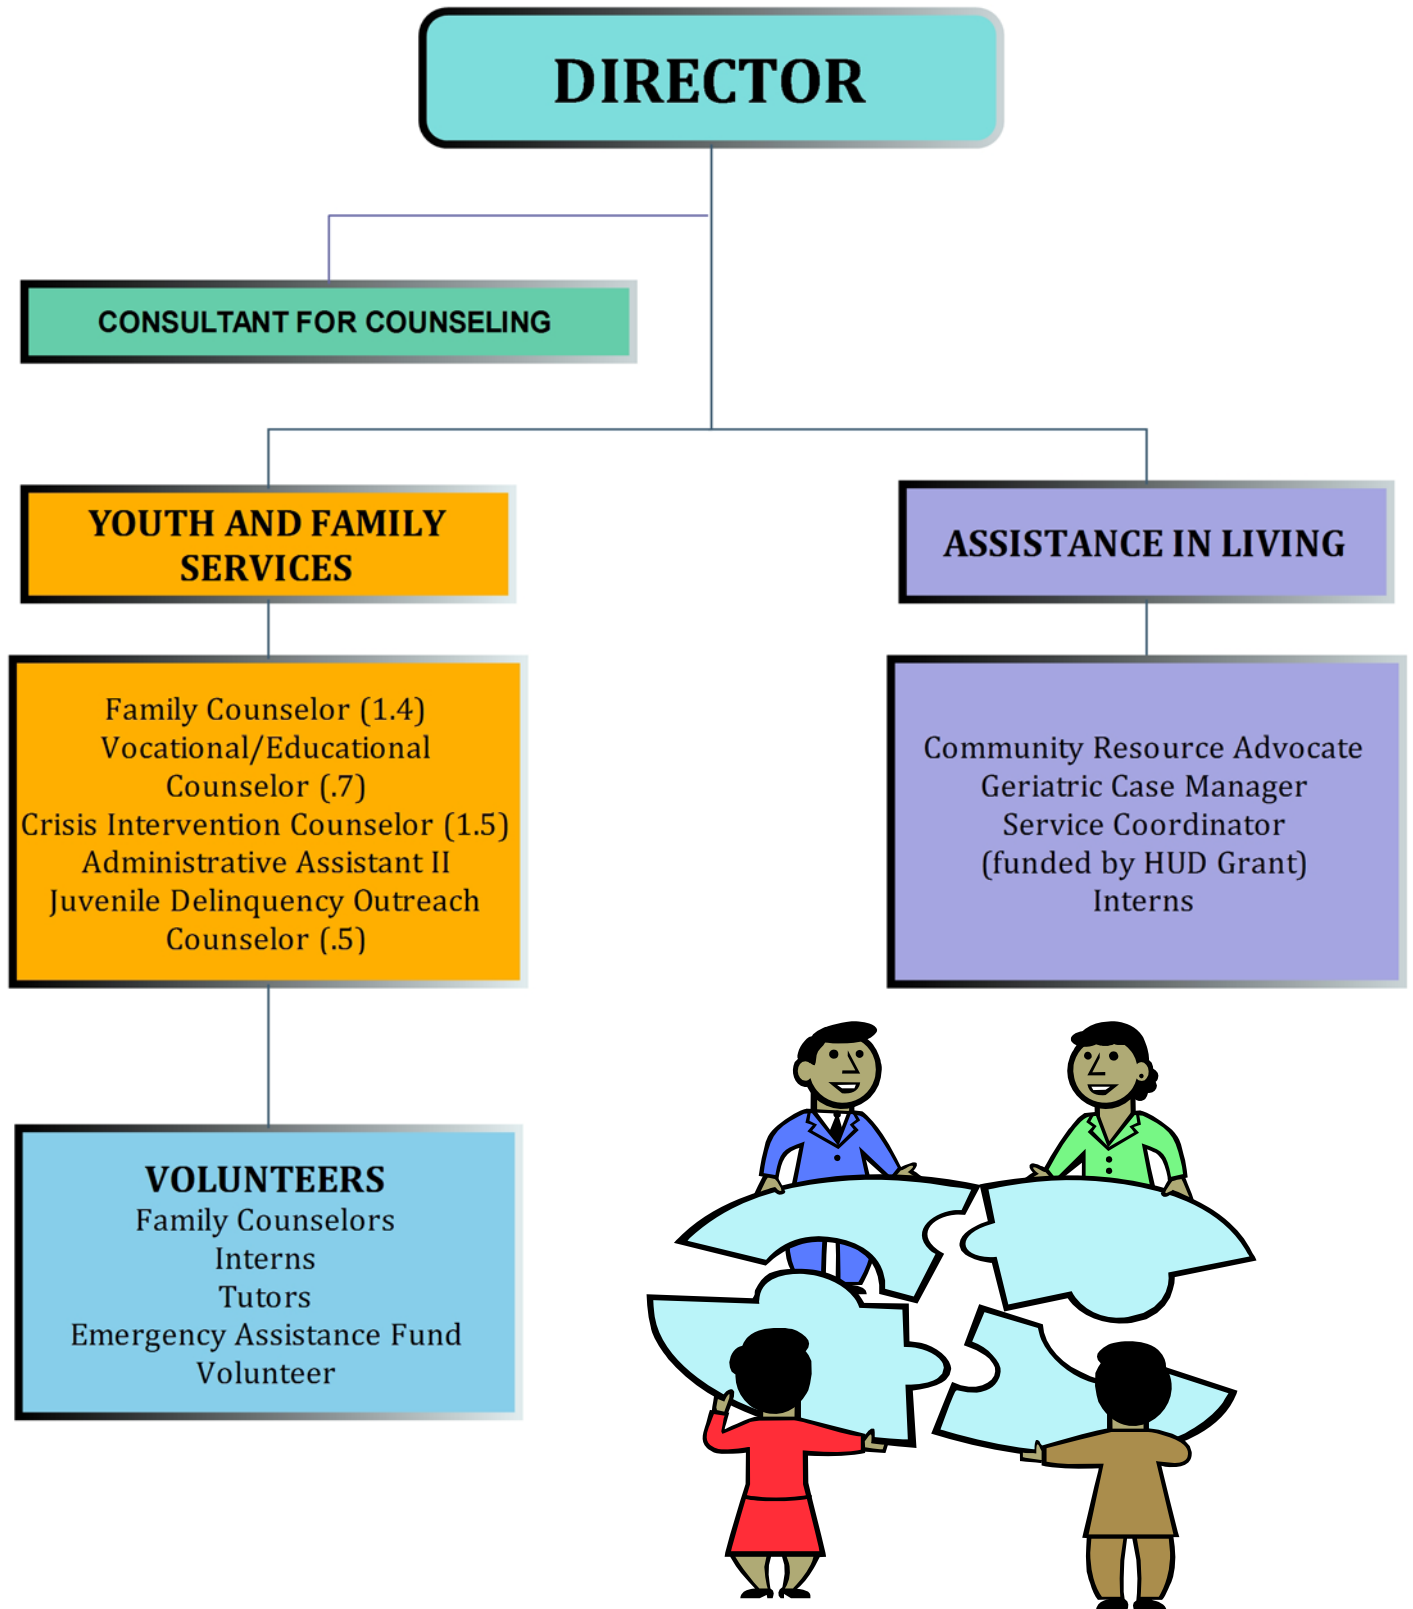 DIRECTOR
CONSULTANT FOR COUNSELING
YOUTH AND FAMILY
SERVICES
ASSISTANCE IN LIVING
Family Counselor (1.4)
Vocational/Educational
Counselor (.7)
Crisis Intervention Counselor (1.5)
Administrative Assistant II
Juvenile Delinquency Outreach
Counselor (.5)
Community Resource Advocate
Geriatric Case Manager
Service Coordinator
(funded by HUD Grant)
Interns
VOLUNTEERS
Family Counselors
Interns
Tutors
Emergency Assistance Fund
Volunteer